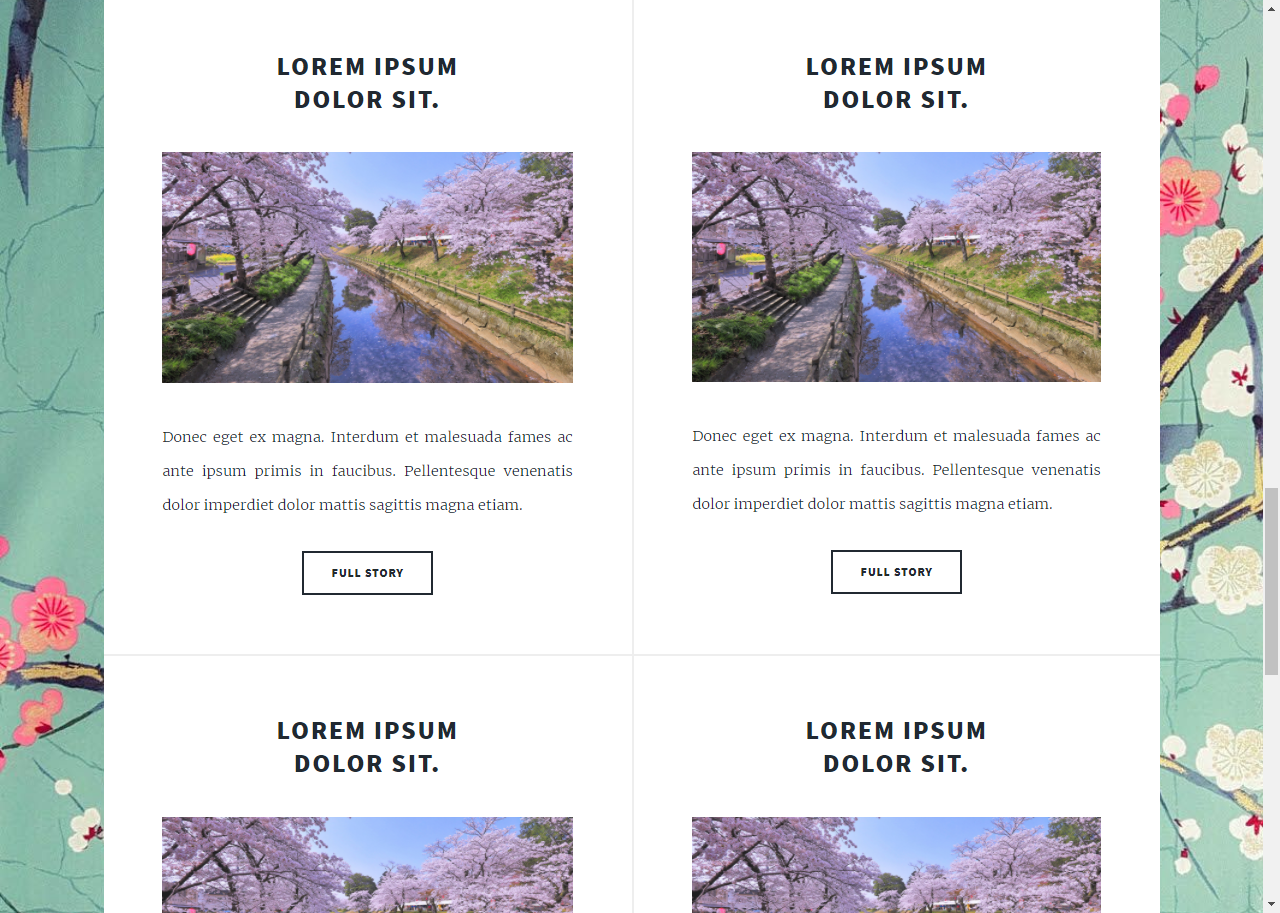 LOREM IPSUM
DOLOR SIT.
Donec eget ex magna. Interdum et malesuada fames ac
ante ipsum primis in faucibus. Pellentesque venenatis
dolor imperdiet dolor mattis sagittis magna etiam.
FULL STORY
LOREM IPSUM
DOLOR SIT.
Donec eget ex magna. Interdum et malesuada fames ac
ante ipsum primis in faucibus. Pellentesque venenatis
dolor imperdiet dolor mattis sagittis magna etiam.
FULL STORY
LOREM IPSUM
DOLOR SIT.
LOREM IPSUM
DOLOR SIT.